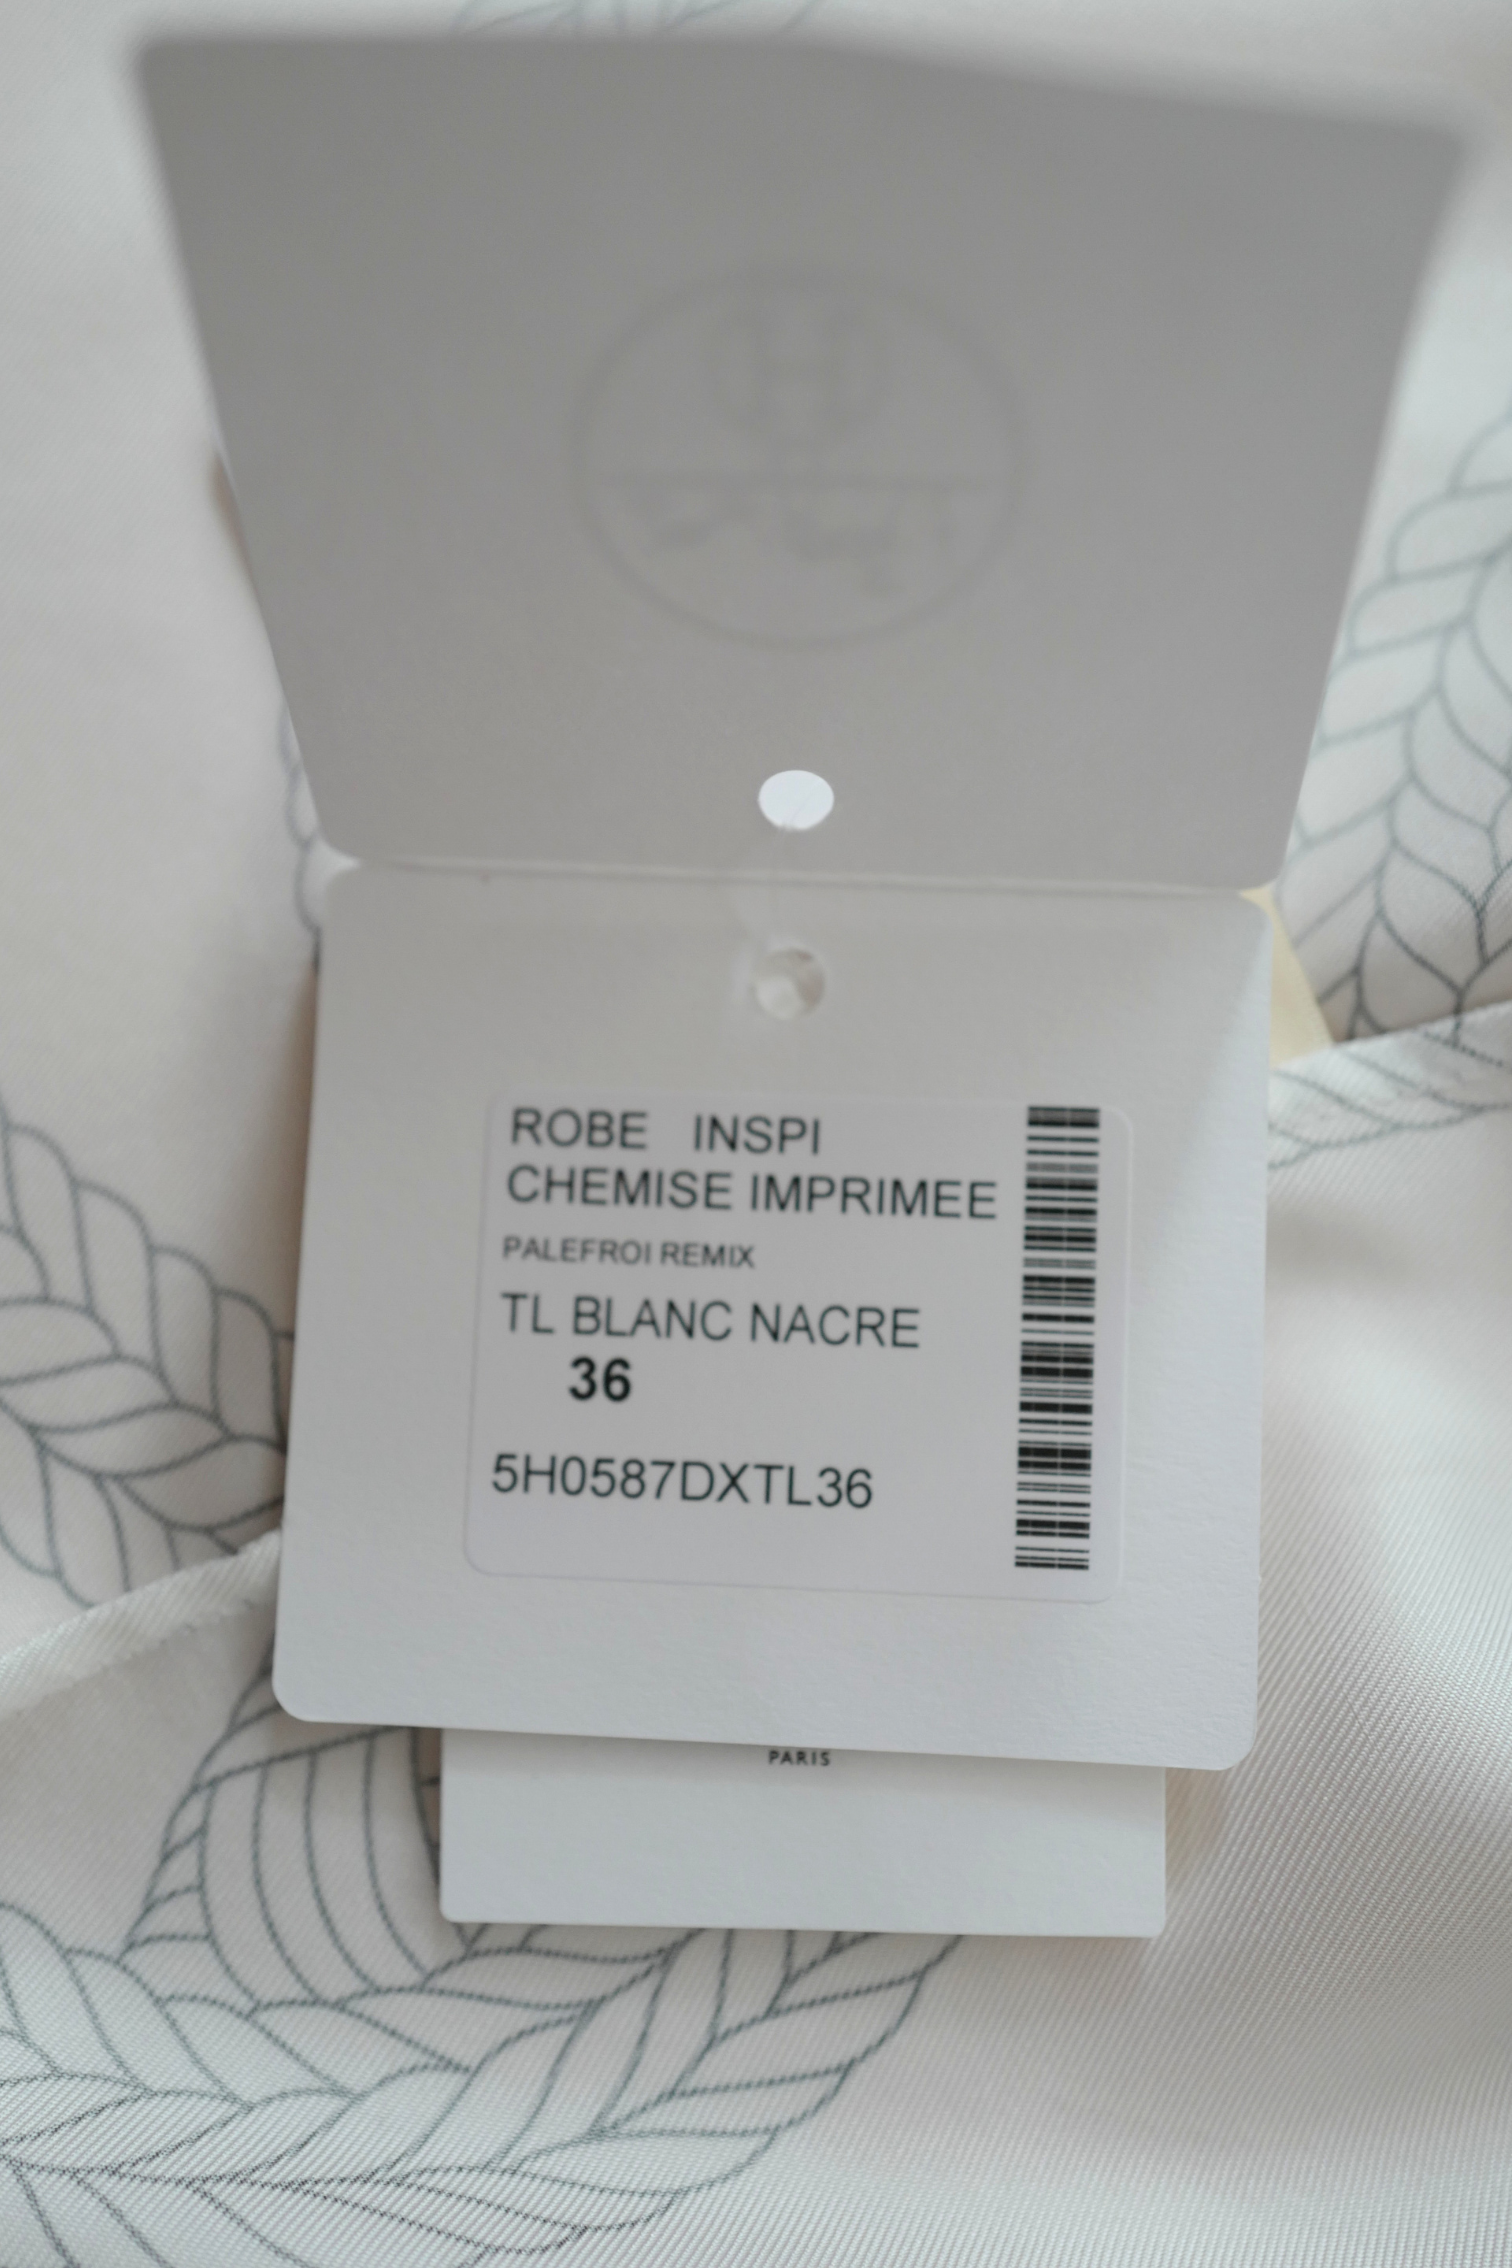 ROBE INSPI
CHEMISE IMPRIMEE
PALEFROI REMIX
TL BLANC NACRE
36
5H0587DXTL36
PARIS